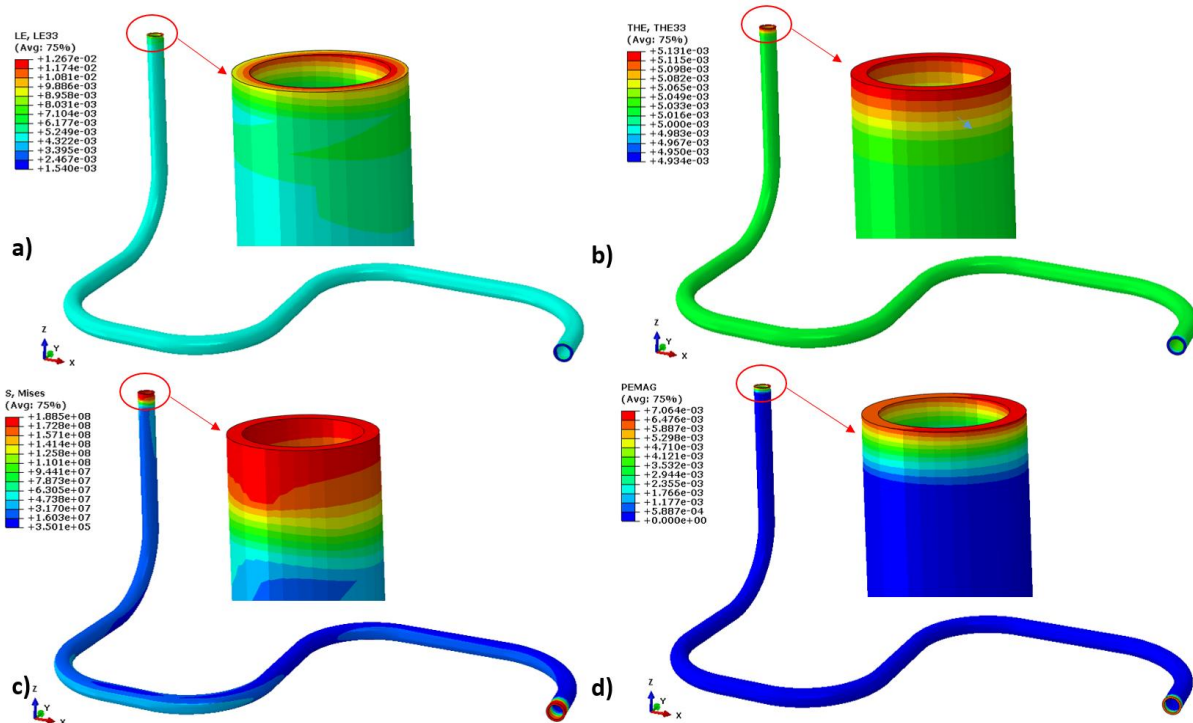 LE, LE33
(Avg: 75%)
+1.267e-02
+1.174e-02
+1.081e-02
+9.886e-03
+8.958e-03
+8.031e-03
+7.104e-03
+6.177e-03
+5.249e-03
+4.322e-03
+3.395e-03
+2.467e-03
+1.540e-03
a)
Z
Y
X
THE, THE33
(Avg: 75%)
+5.131e-03
+5.115e-03
+5.098e-03
+5.082e-03
+5.065e-03
+5.049e-03
+5.033e-03
+5.016e-03
+5.000e-03
+4.983e-03
+4.967e-03
+4.950e-03
+4.934e-03
b)
Z
Y
X
S, Mises
(Avg: 75%)
+1.885e+08
+1.728e+08
+1.571e+08
+1.414e+08
+1.258e+08
+1.101e+08
+9.441e+07
+7.873e+07
+6.305e+07
+4.738e+07
+3.170e+07
+1.603e+07
+3.501e+05
c)
Z
Y
X
PEMAG
(Avg: 75%)
+7.064e-03
+6.476e-03
+5.887e-03
+5.298e-03
+4.710e-03
+4.121e-03
+3.532e-03
+2.944e-03
+2.355e-03
+1.766e-03
+1.177e-03
+5.887e-04
+0.000e+00
d)
Z
Y
X